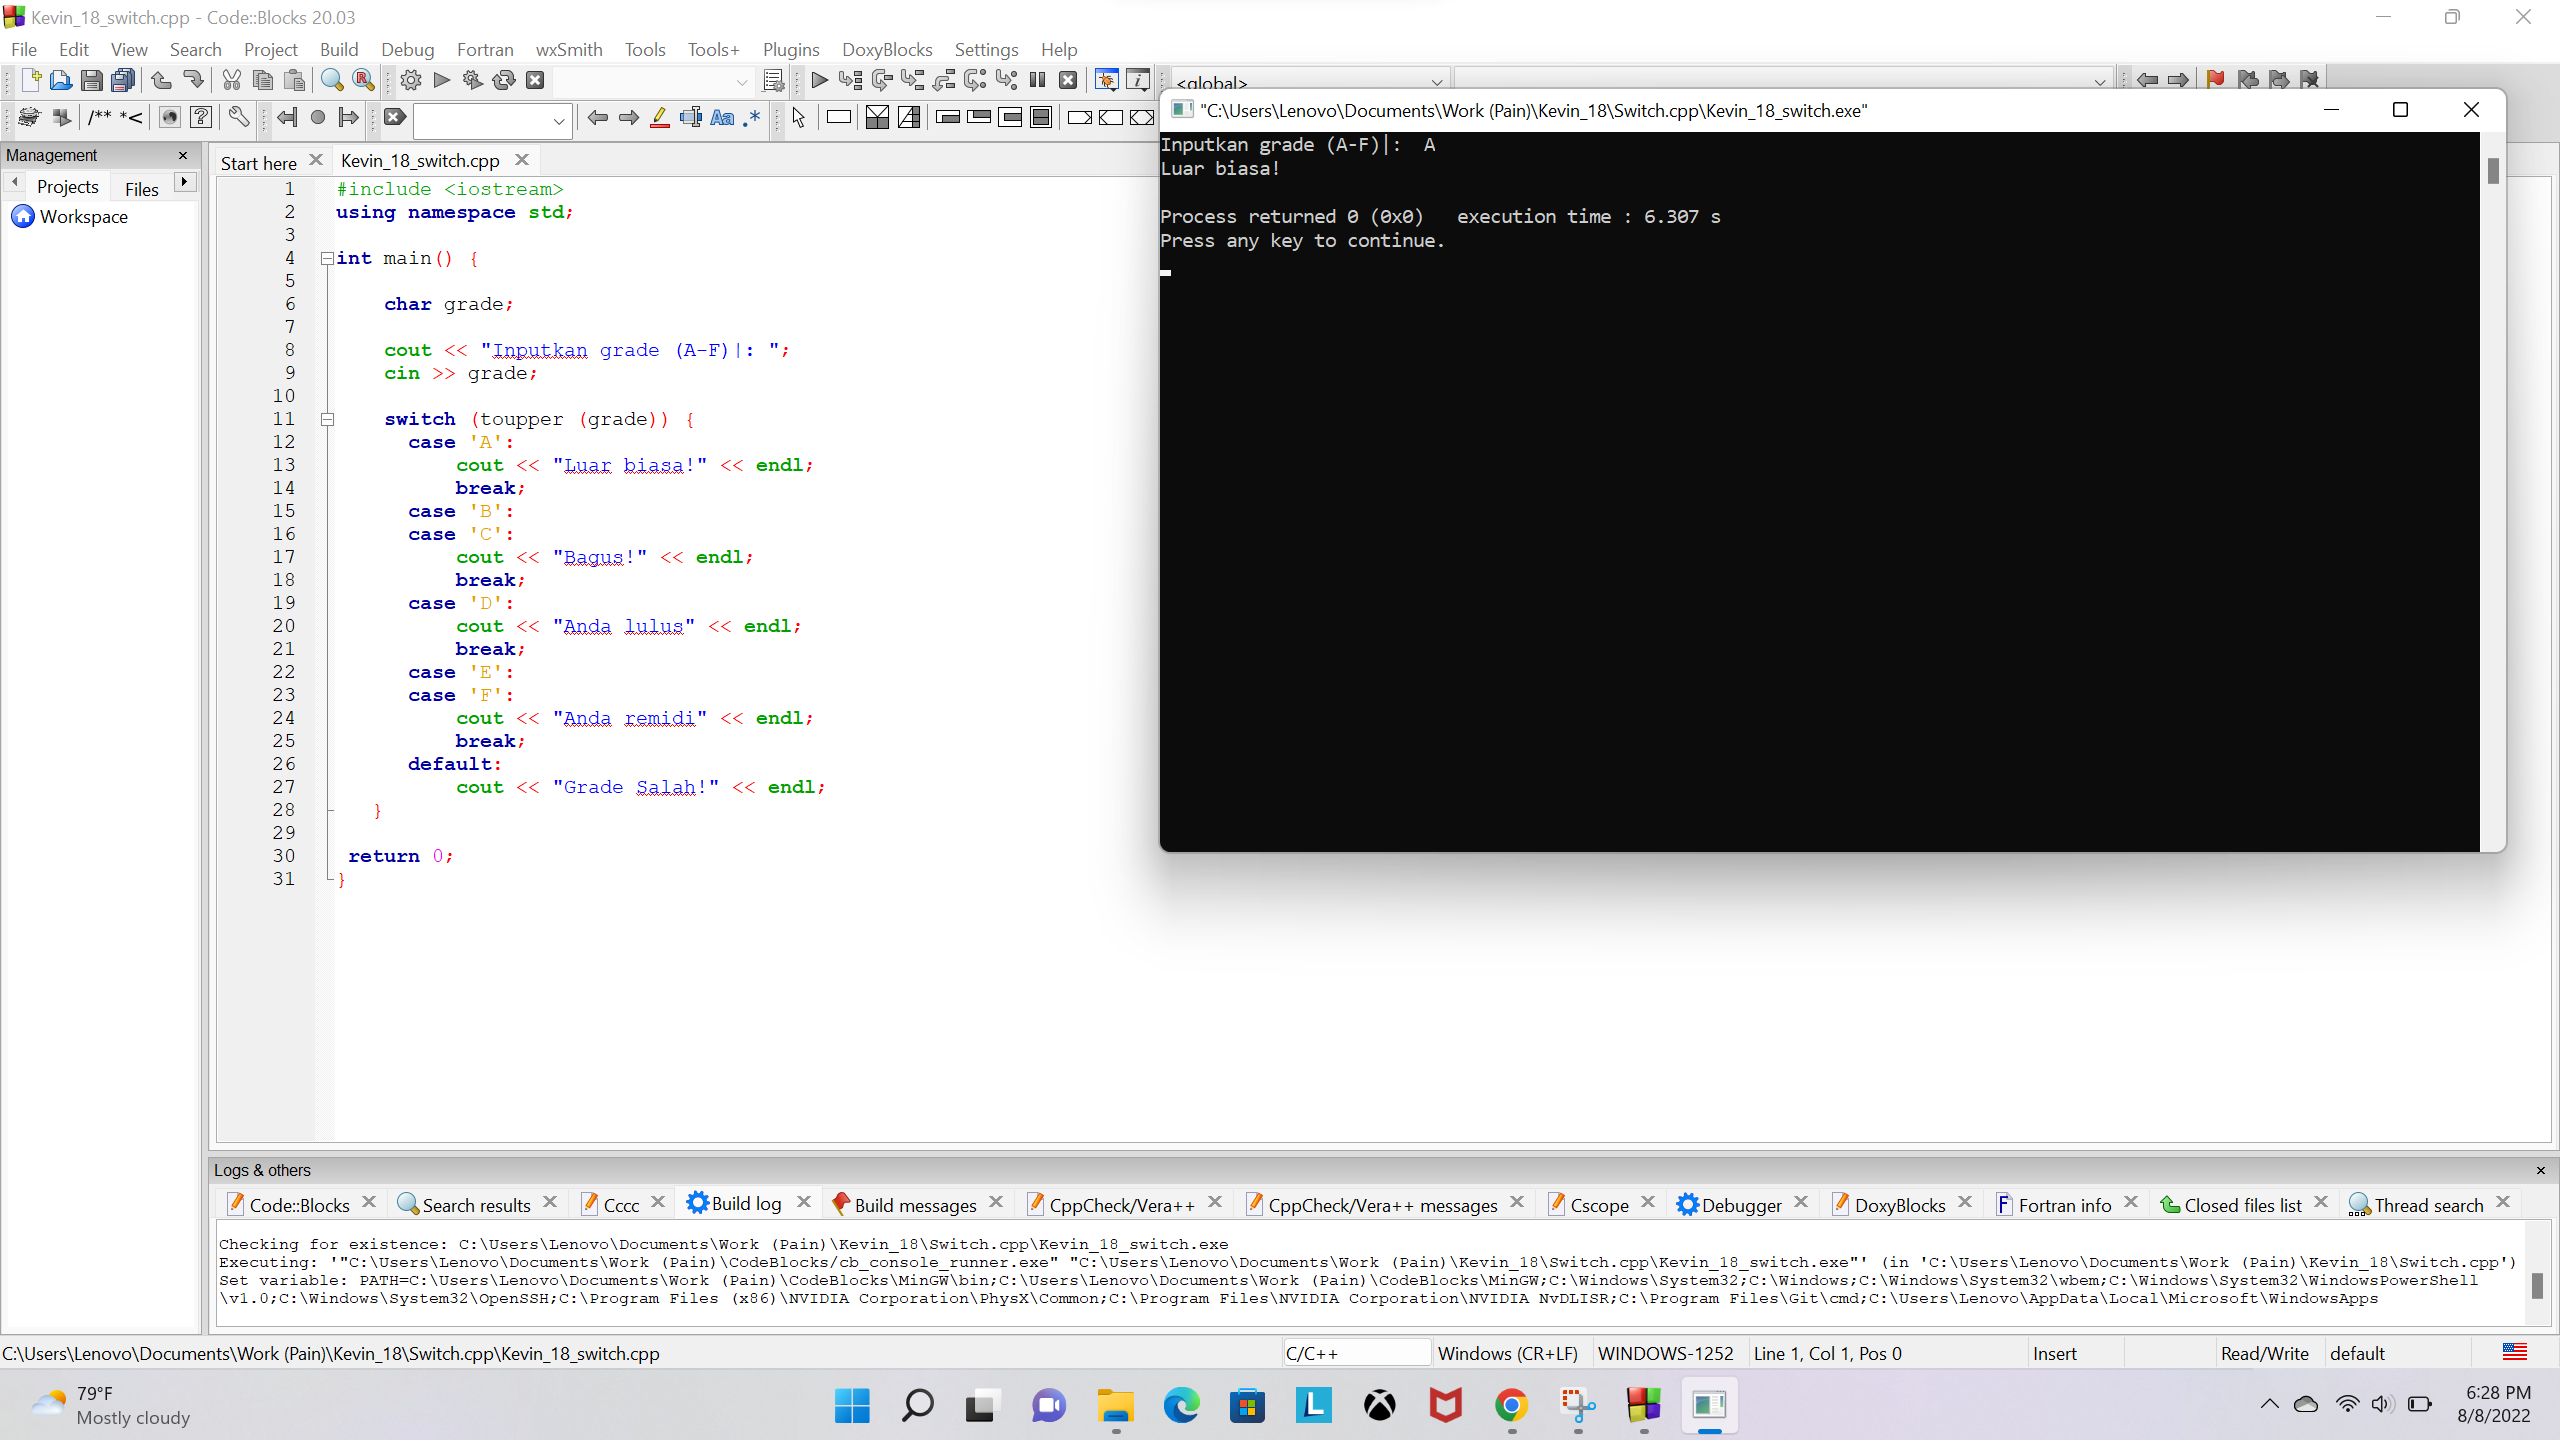 Kevin_18_switch.cpp - Code::Blocks 20.03
File Edit View Search Project Build Debug Fortran wxSmith Tools Tools+ Plugins DoxyBlocks Settings Help
<global>
/** *<
Aa .*
Management
Projects Files
Workspace
Start here Kevin_18_switch.cpp
1 #include <iostream>
2 using namespace std;
3
4 int main() {
5
6 char grade;
7
8 cout << "Inputkan grade (A-F)|: ";
9 cin >> grade;
10
11 switch (toupper (grade)) {
12 case 'A':
13 cout << "Luar biasa!" << endl;
14 break;
15 case 'B':
16 case 'C':
17 cout << "Bagus!" << endl;
18 break;
19 case 'D':
20 cout << "Anda lulus" << endl;
21 break;
22 case 'E':
23 case 'F':
24 cout << "Anda remidi" << endl;
25 break;
26 default:
27 cout << "Grade Salah!" << endl;
28 }
29
30 return 0;
31 }
"C:\Users\Lenovo\Documents\Work (Pain)\Kevin_18\Switch.cpp\Kevin_18_switch.exe"
Inputkan grade (A-F)|:  A
Luar biasa!
Process returned 0 (0x0)   execution time : 6.307 s
Press any key to continue.
Logs & others
Code::Blocks Search results Cccc Build log Build messages CppCheck/Vera++ CppCheck/Vera++ messages Cscope Debugger DoxyBlocks Fortran info Closed files list Thread search
Checking for existence: C:\Users\Lenovo\Documents\Work (Pain)\Kevin_18\Switch.cpp\Kevin_18_switch.exe
Executing: '"C:\Users\Lenovo\Documents\Work (Pain)\CodeBlocks/cb_console_runner.exe" "C:\Users\Lenovo\Documents\Work (Pain)\Kevin_18\Switch.cpp\Kevin_18_switch.exe"' (in 'C:\Users\Lenovo\Documents\Work (Pain)\Kevin_18\Switch.cpp')
Set variable: PATH=C:\Users\Lenovo\Documents\Work (Pain)\CodeBlocks\MinGW\bin;C:\Users\Lenovo\Documents\Work (Pain)\CodeBlocks\MinGW;C:\Windows\System32;C:\Windows;C:\Windows\System32\wbem;C:\Windows\System32\WindowsPowerShell
\v1.0;C:\Windows\System32\OpenSSH;C:\Program Files (x86)\NVIDIA Corporation\PhysX\Common;C:\Program Files\NVIDIA Corporation\NVIDIA NvDLISR;C:\Program Files\Git\cmd;C:\Users\Lenovo\AppData\Local\Microsoft\WindowsApps
C:\Users\Lenovo\Documents\Work (Pain)\Kevin_18\Switch.cpp\Kevin_18_switch.cpp C/C++ Windows (CR+LF) WINDOWS-1252 Line 1, Col 1, Pos 0 Insert Read/Write default
79°F
Mostly cloudy
L
6:28 PM
8/8/2022